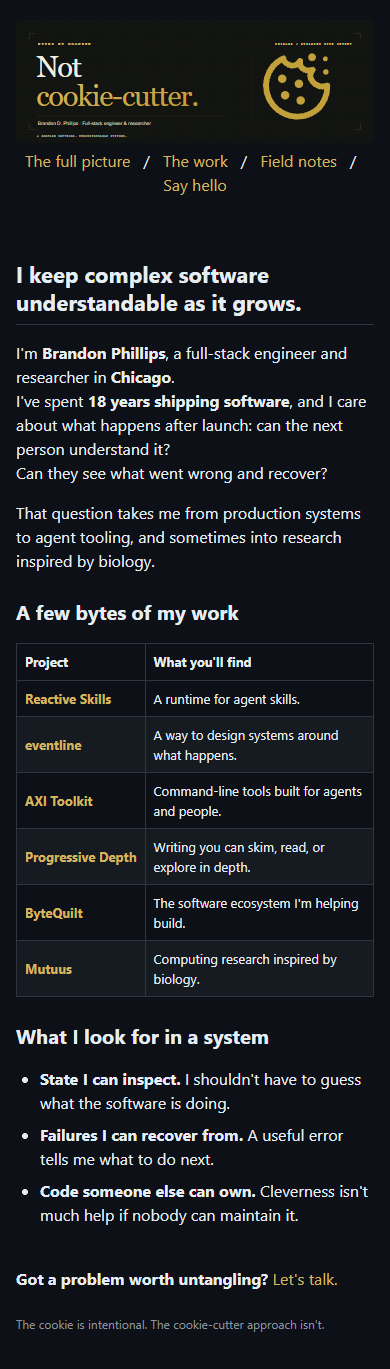 BYTES BY BRANDON
Not
cookie-cutter.
Brandon D. Phillips · Full-stack engineer & researcher
The full picture / The work / Field notes /
Say hello
I keep complex software
understandable as it grows.
I'm Brandon Phillips, a full-stack engineer and
researcher in Chicago.
I've spent 18 years shipping software, and I care
about what happens after launch: can the next
person understand it?
Can they see what went wrong and recover?
That question takes me from production systems
to agent tooling, and sometimes into research
inspired by biology.
A few bytes of my work
Project What you'll find
Reactive Skills A runtime for agent skills.
eventline A way to design systems around
what happens.
AXI Toolkit Command-line tools built for agents
and people.
Progressive Depth Writing you can skim, read, or
explore in depth.
ByteQuilt The software ecosystem I'm helping
build.
Mutuus Computing research inspired by
biology.
What I look for in a system
• State I can inspect. I shouldn't have to guess
what the software is doing.
• Failures I can recover from. A useful error
tells me what to do next.
• Code someone else can own. Cleverness isn't
much help if nobody can maintain it.
Got a problem worth untangling? Let's talk.
The cookie is intentional. The cookie-cutter approach isn't.